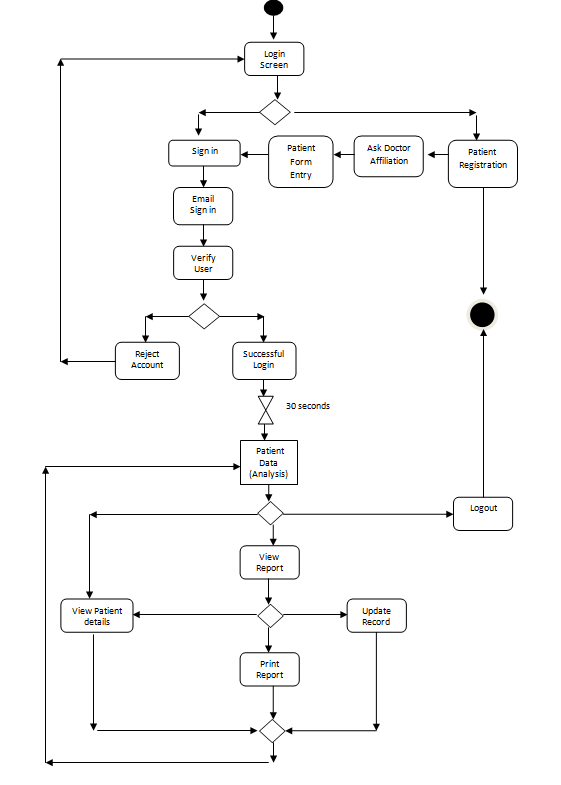 Login
Screen
Sign in
Patient
Form
Entry
Ask Doctor
Affiliation
Patient
Registration
Email
Sign in
Verify
User
Reject
Account
Successful
Login
30 seconds
Patient
Data
(Analysis)
Logout
View
Report
View Patient
details
Update
Record
Print
Report